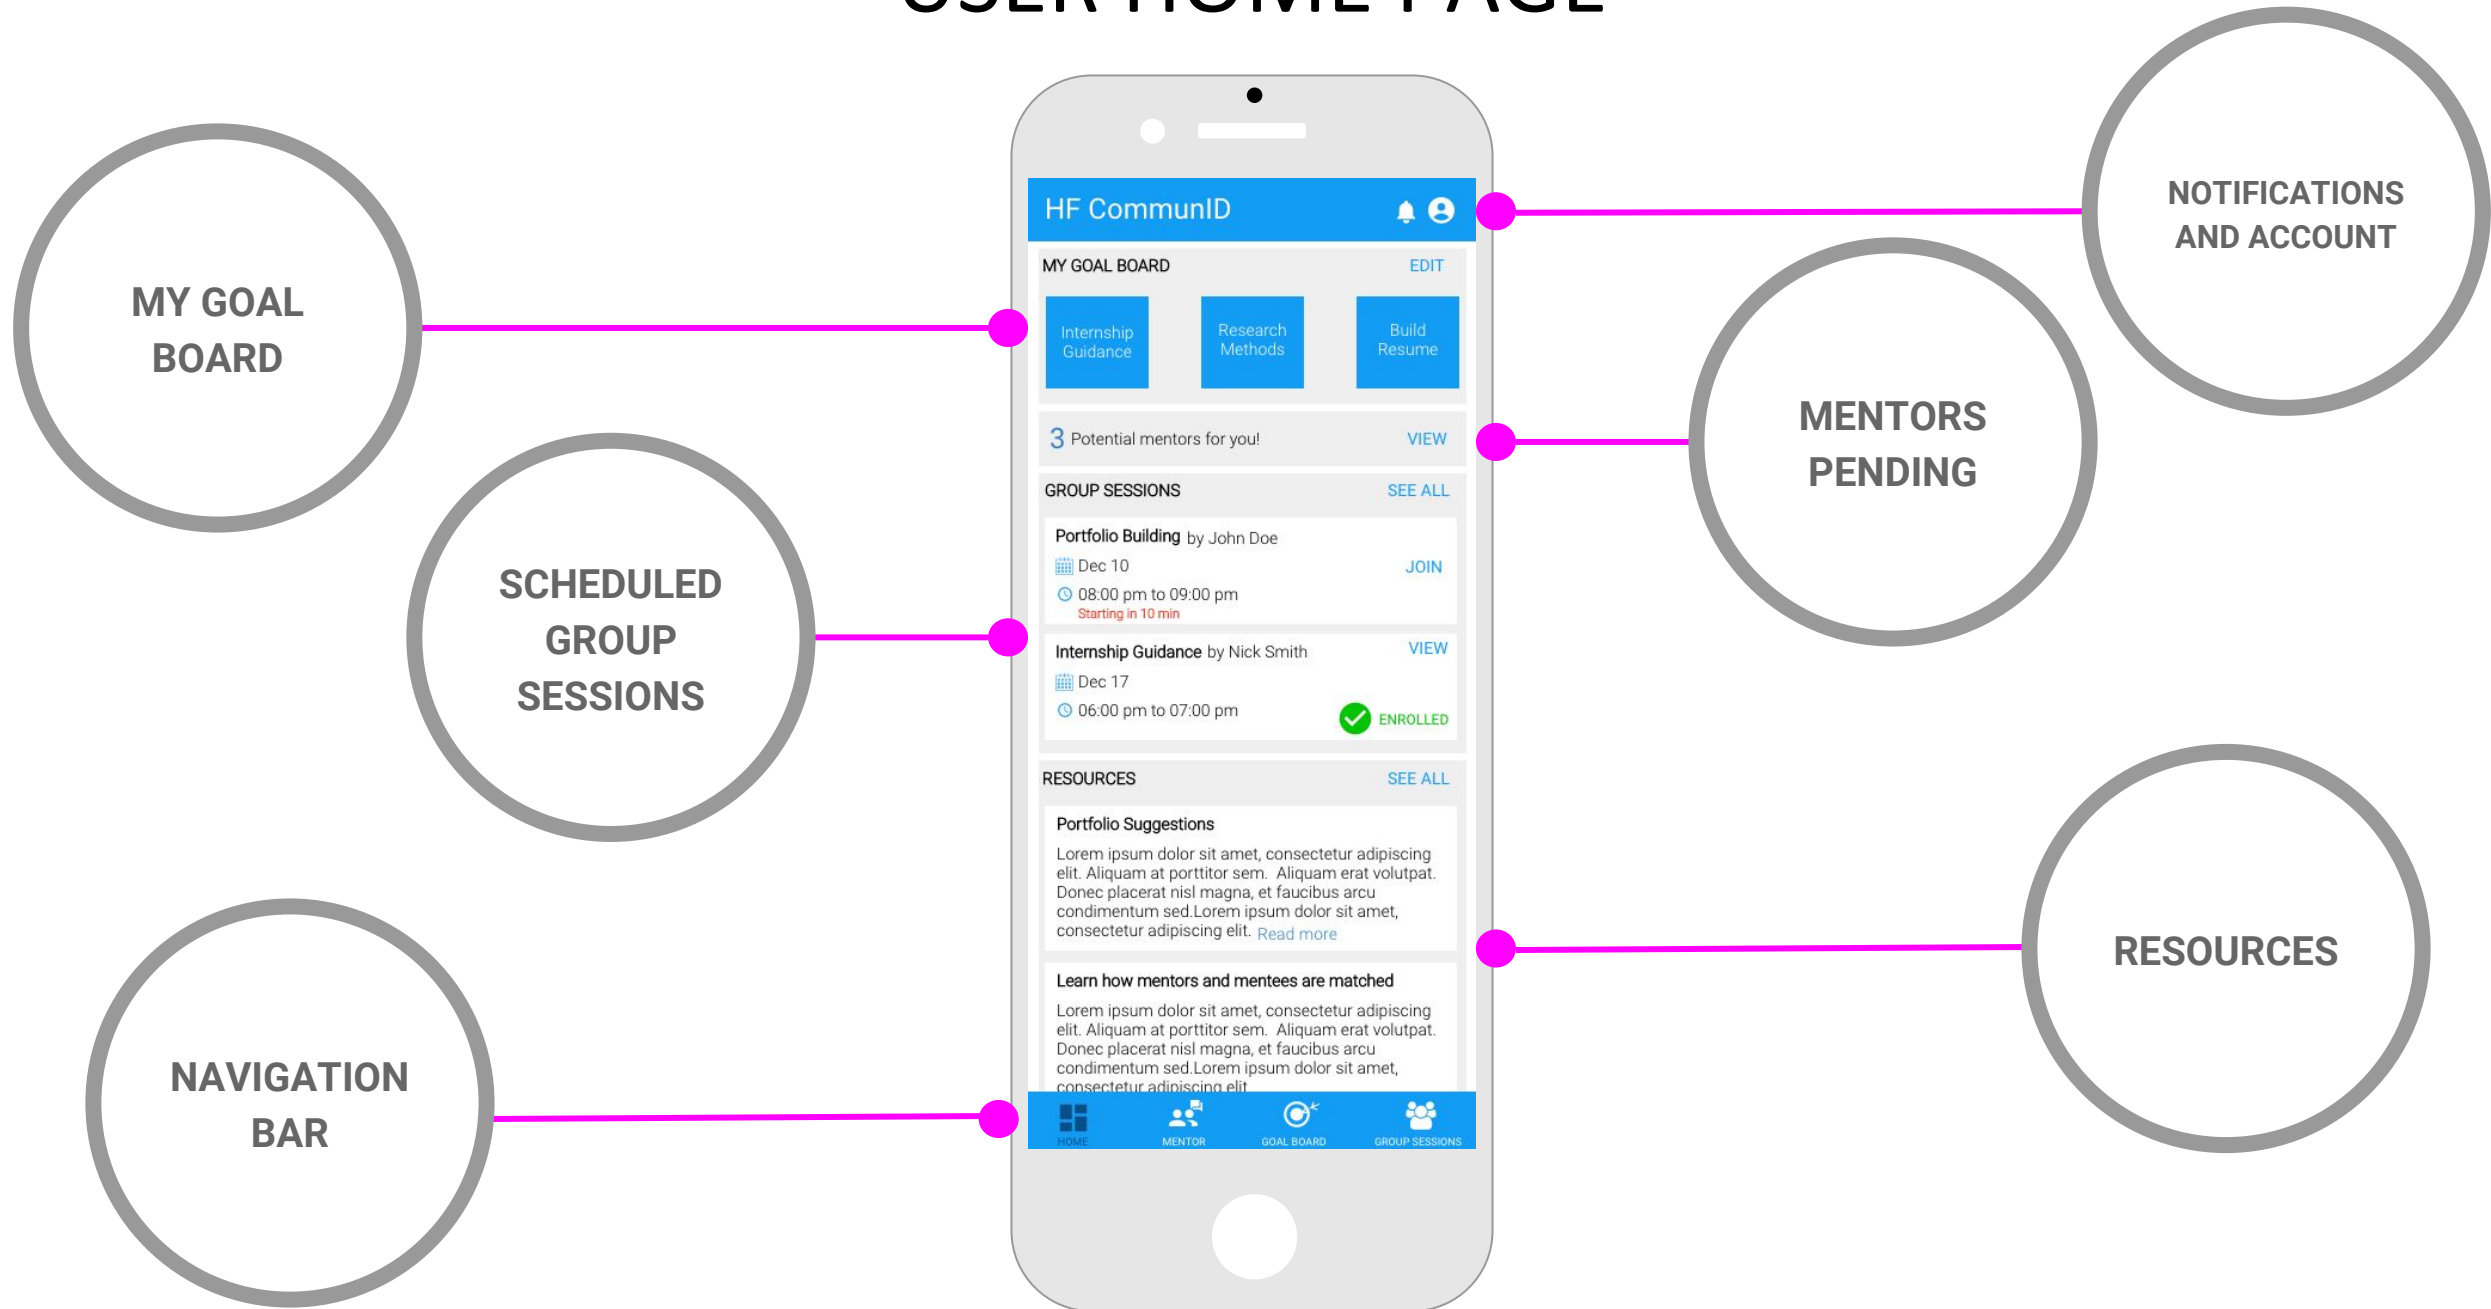 USER HOME PAGE
MY GOAL
BOARD
SCHEDULED
GROUP
SESSIONS
NAVIGATION
BAR
HF CommunID
MY GOAL BOARD EDIT
Internship
Guidance
Research
Methods
Build
Resume
3 Potential mentors for you! VIEW
GROUP SESSIONS SEE ALL
Portfolio Building by John Doe
Dec 10 JOIN
08:00 pm to 09:00 pm
Starting in 10 min
Internship Guidance by Nick Smith VIEW
Dec 17
06:00 pm to 07:00 pm
ENROLLED
RESOURCES SEE ALL
Portfolio Suggestions
Lorem ipsum dolor sit amet, consectetur adipiscing
elit. Aliquam at porttitor sem. Aliquam erat volutpat.
Donec placerat nisl magna, et faucibus arcu
condimentum sed.Lorem ipsum dolor sit amet,
consectetur adipiscing elit. Read more
Learn how mentors and mentees are matched
Lorem ipsum dolor sit amet, consectetur adipiscing
elit. Aliquam at porttitor sem. Aliquam erat volutpat.
Donec placerat nisl magna, et faucibus arcu
condimentum sed.Lorem ipsum dolor sit amet,
consectetur adipiscing elit
HOME MENTOR GOAL BOARD GROUP SESSIONS
NOTIFICATIONS
AND ACCOUNT
MENTORS
PENDING
RESOURCES